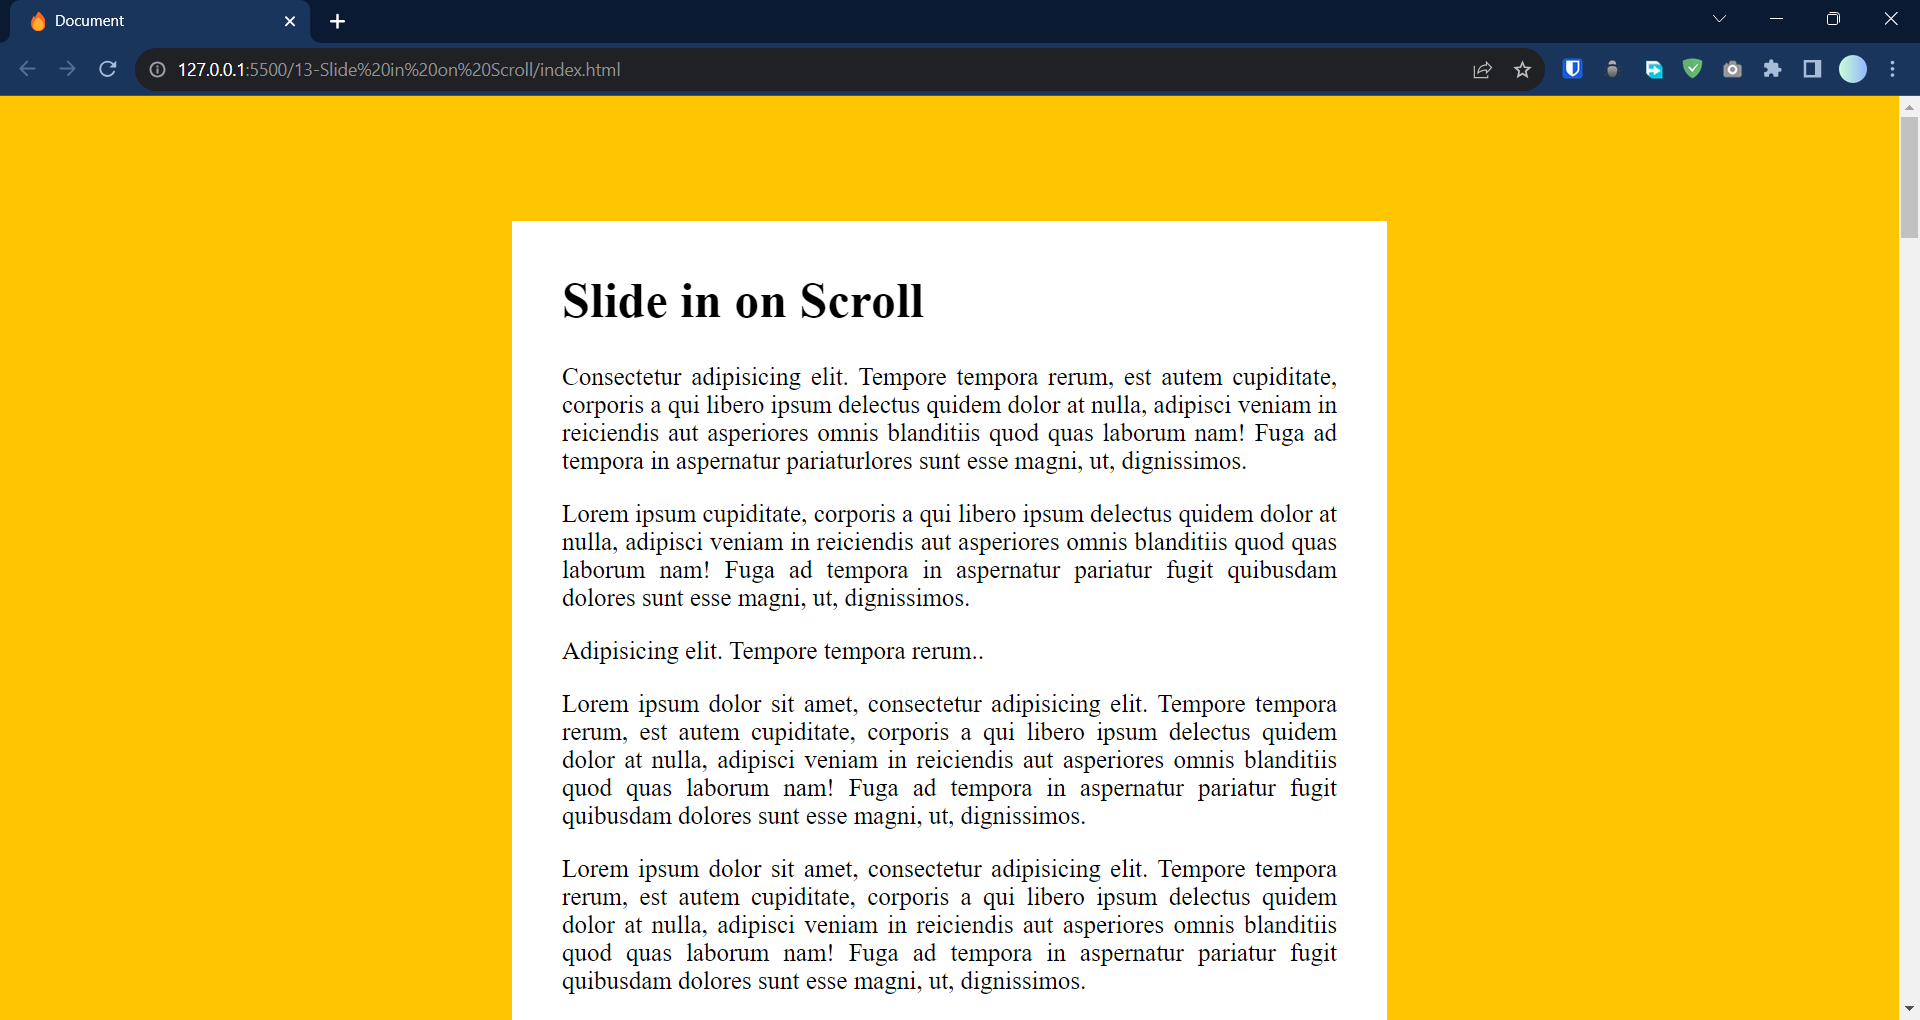 Document
127.0.0.1:5500/13-Slide%20in%20on%20Scroll/index.html
Slide in on Scroll
Consectetur adipisicing elit. Tempore tempora rerum, est autem cupiditate,
corporis a qui libero ipsum delectus quidem dolor at nulla, adipisci veniam in
reiciendis aut asperiores omnis blanditiis quod quas laborum nam! Fuga ad
tempora in aspernatur pariaturlores sunt esse magni, ut, dignissimos.
Lorem ipsum cupiditate, corporis a qui libero ipsum delectus quidem dolor at
nulla, adipisci veniam in reiciendis aut asperiores omnis blanditiis quod quas
laborum nam! Fuga ad tempora in aspernatur pariatur fugit quibusdam
dolores sunt esse magni, ut, dignissimos.
Adipisicing elit. Tempore tempora rerum..
Lorem ipsum dolor sit amet, consectetur adipisicing elit. Tempore tempora
rerum, est autem cupiditate, corporis a qui libero ipsum delectus quidem
dolor at nulla, adipisci veniam in reiciendis aut asperiores omnis blanditiis
quod quas laborum nam! Fuga ad tempora in aspernatur pariatur fugit
quibusdam dolores sunt esse magni, ut, dignissimos.
Lorem ipsum dolor sit amet, consectetur adipisicing elit. Tempore tempora
rerum, est autem cupiditate, corporis a qui libero ipsum delectus quidem
dolor at nulla, adipisci veniam in reiciendis aut asperiores omnis blanditiis
quod quas laborum nam! Fuga ad tempora in aspernatur pariatur fugit
quibusdam dolores sunt esse magni, ut, dignissimos.